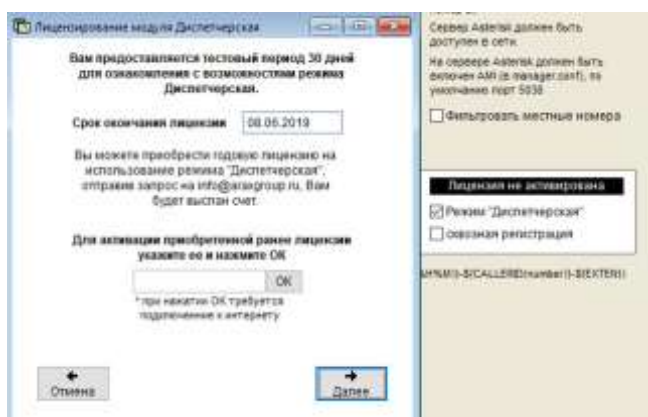 Лицензирование модуля Диспетчерская
Вам предоставляется тестовый период 30 дней
для ознакомления с возможностями режима
Диспетчерская.
Срок окончания лицензии 08.06.2019
Вы можете приобрести годовую лицензию на
использование режима "Диспетчерская",
отправив запрос на info@araxgroup.ru, Вам
будет выслан счет.
Для активации приобретенной ранее лицензии
укажите ее и нажмите ОК
ОК
* при нажатии ОК требуется
подключение к интернету
Отмена
Далее
Сервер Asterisk должен быть
доступен в сети.
На сервере Asterisk должен быть
включен AMI (в manager.conf), по
умолчанию порт 5038
Фильтровать местные номера
Лицензия не активирована
Режим "Диспетчерская"
сквозная регистрация